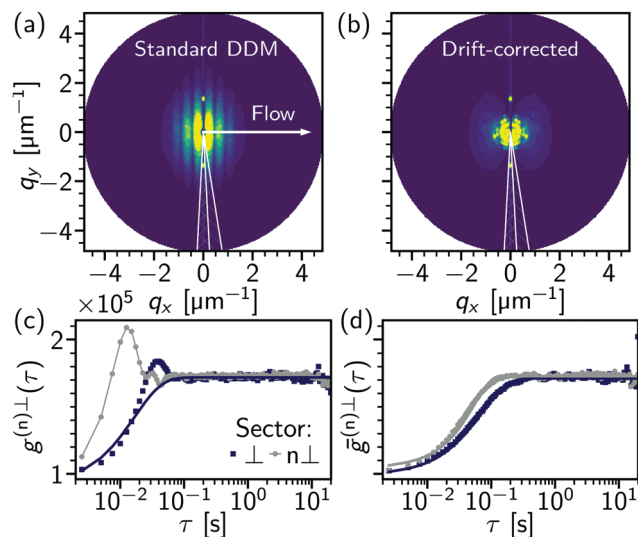 (a)
(b)
Standard DDM
Drift-corrected
Flow
q_y [μm⁻¹]
4
2
0
−
−4
−4 −2 0 2 4
−4 −2 0 2 4
×10⁵
q_x [μm⁻¹]
q_x [μm⁻¹]
(c)
(d)
g^{(n)⊥}(τ)
2
1
Sector:
⊥ n⊥
ḡ^{(n)⊥}(τ)
10⁻² 10⁻¹ 10⁰ 10¹
10⁻² 10⁻¹ 10⁰ 10¹
τ [s]
τ [s]